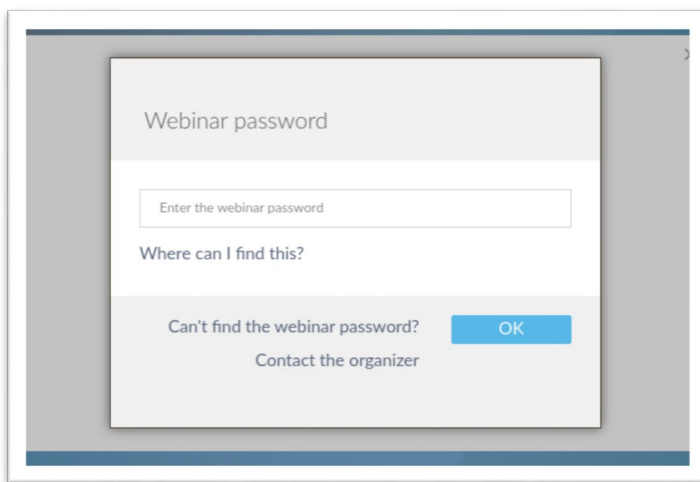 Webinar password
Enter the webinar password
Where can I find this?
Can't find the webinar password?
OK
Contact the organizer